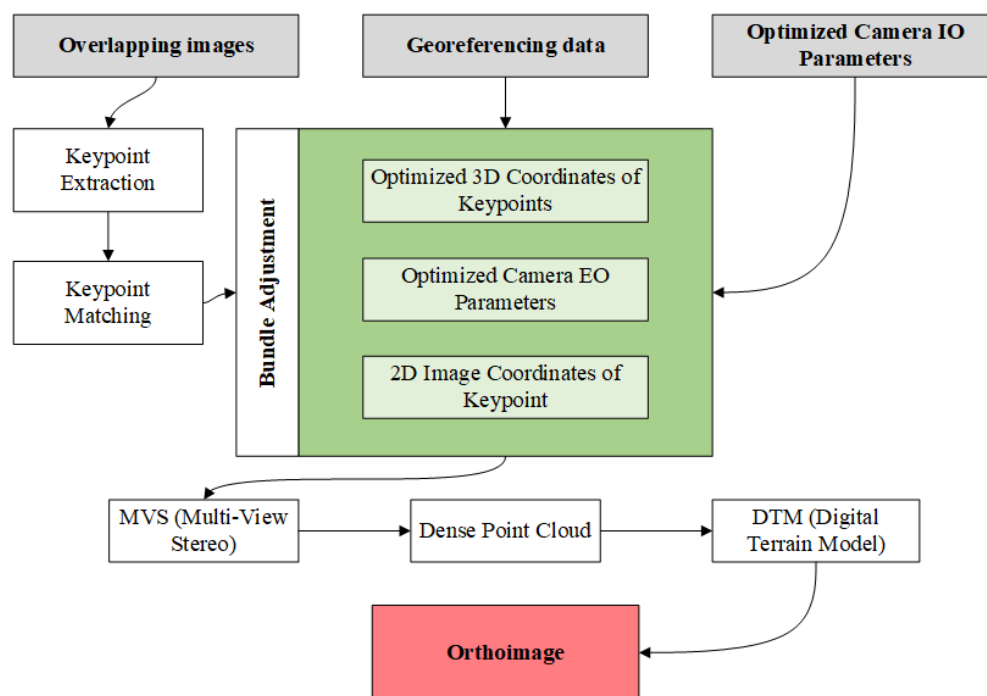 Overlapping images
Georeferencing data
Optimized Camera IO
Parameters
Keypoint
Extraction
Keypoint
Matching
Bundle Adjustment
Optimized 3D Coordinates of
Keypoints
Optimized Camera EO
Parameters
2D Image Coordinates of
Keypoint
MVS (Multi-View
Stereo)
Dense Point Cloud
DTM (Digital
Terrain Model)
Orthoimage